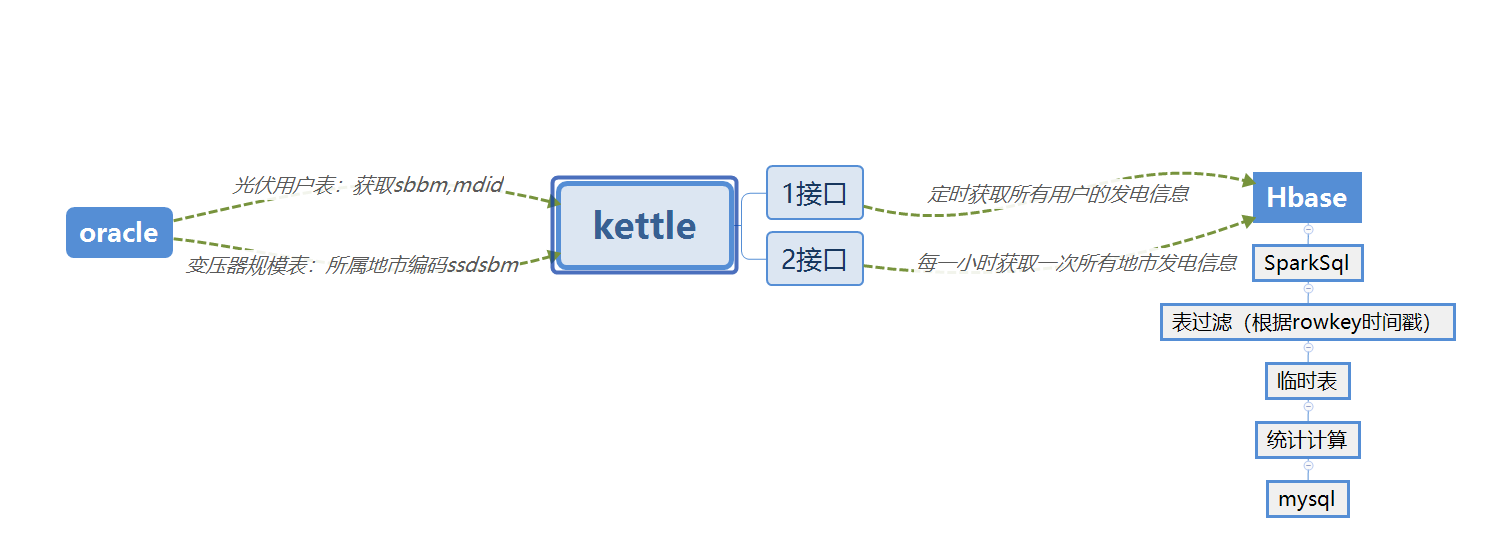 oracle
光伏用户表：获取sbbm,mdid
变压器规模表：所属地市编码ssdsbm
kettle
1接口
2接口
定时获取所有用户的发电信息
每一小时获取一次所有地市发电信息
Hbase
SparkSql
表过滤（根据rowkey时间戳）
临时表
统计计算
mysql